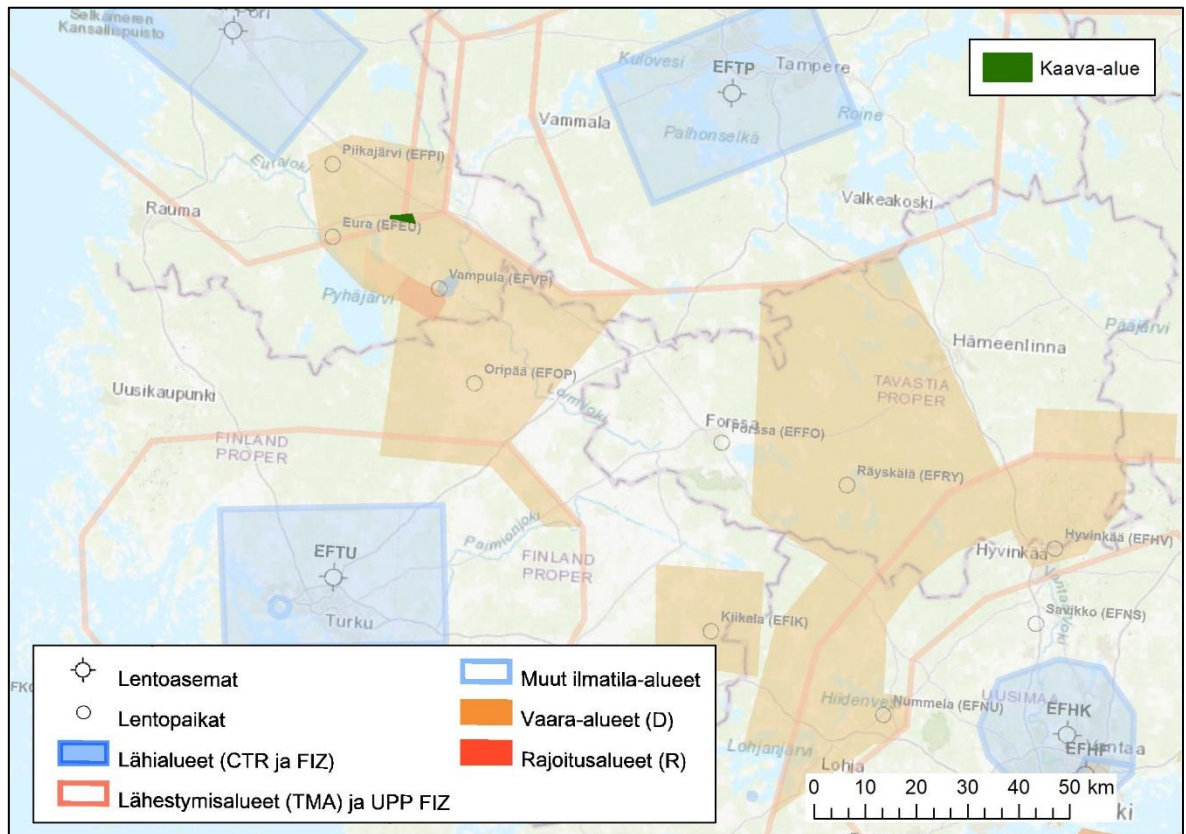 Selkämeren
Kansallispuisto
Pori
Kulovesi
EFTP
Tampere
Kaava-alue
Roine
Vammala
Pyhäjärvi
Piikajärvi (EFPI)
Eurajoki
Valkeakoski
Rauma
Eura (EFEU)
Vampula (EFVP)
Pääjärvi
Hämeenlinna
Oripää (EFOP)
TAVASTIA
PROPER
Uusikaupunki
Loimijoki
Forssa
Forssa (EFFO)
FINLAND
PROPER
Räyskälä (EFRY)
Paimionjoki
Hyvinkää (EFHV)
Hyvinkää
EFTU
FINLAND
PROPER
Vantaanjoki
Turku
Kiikala (EFIK)
Savikko (EFNS)
Hiidenvesi
Nummela (EFNU)
UUSIMAA
EFHK
EFHF
Vantaa
Lohjanjärvi
Lohja
Lentoasemat
Lentopaikat
Lähialueet (CTR ja FIZ)
Lähestymisalueet (TMA) ja UPP FIZ
Muut ilmatila-alueet
Vaara-alueet (D)
Rajoitusalueet (R)
0 10 20 30 40 50 km
ki